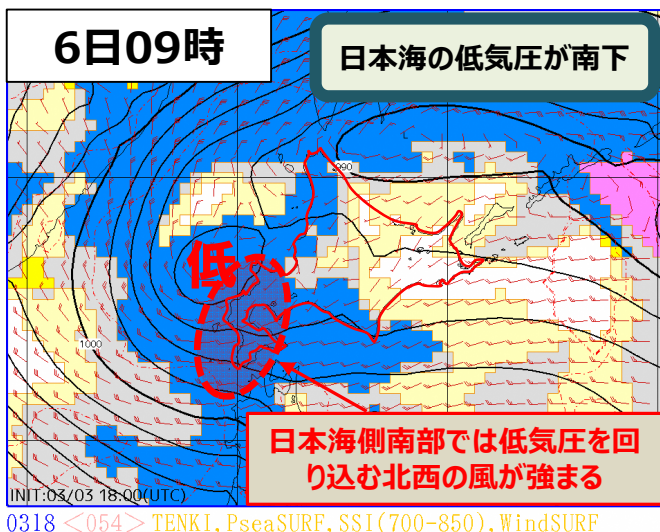 6日09時
日本海の低気圧が南下
990
低
1000
日本海側南部では低気圧を回
り込む北西の風が強まる
INIT:03/03 18:00(UTC)
0318 <054> TENKI,PseaSURF,SSI(700-850),WindSURF